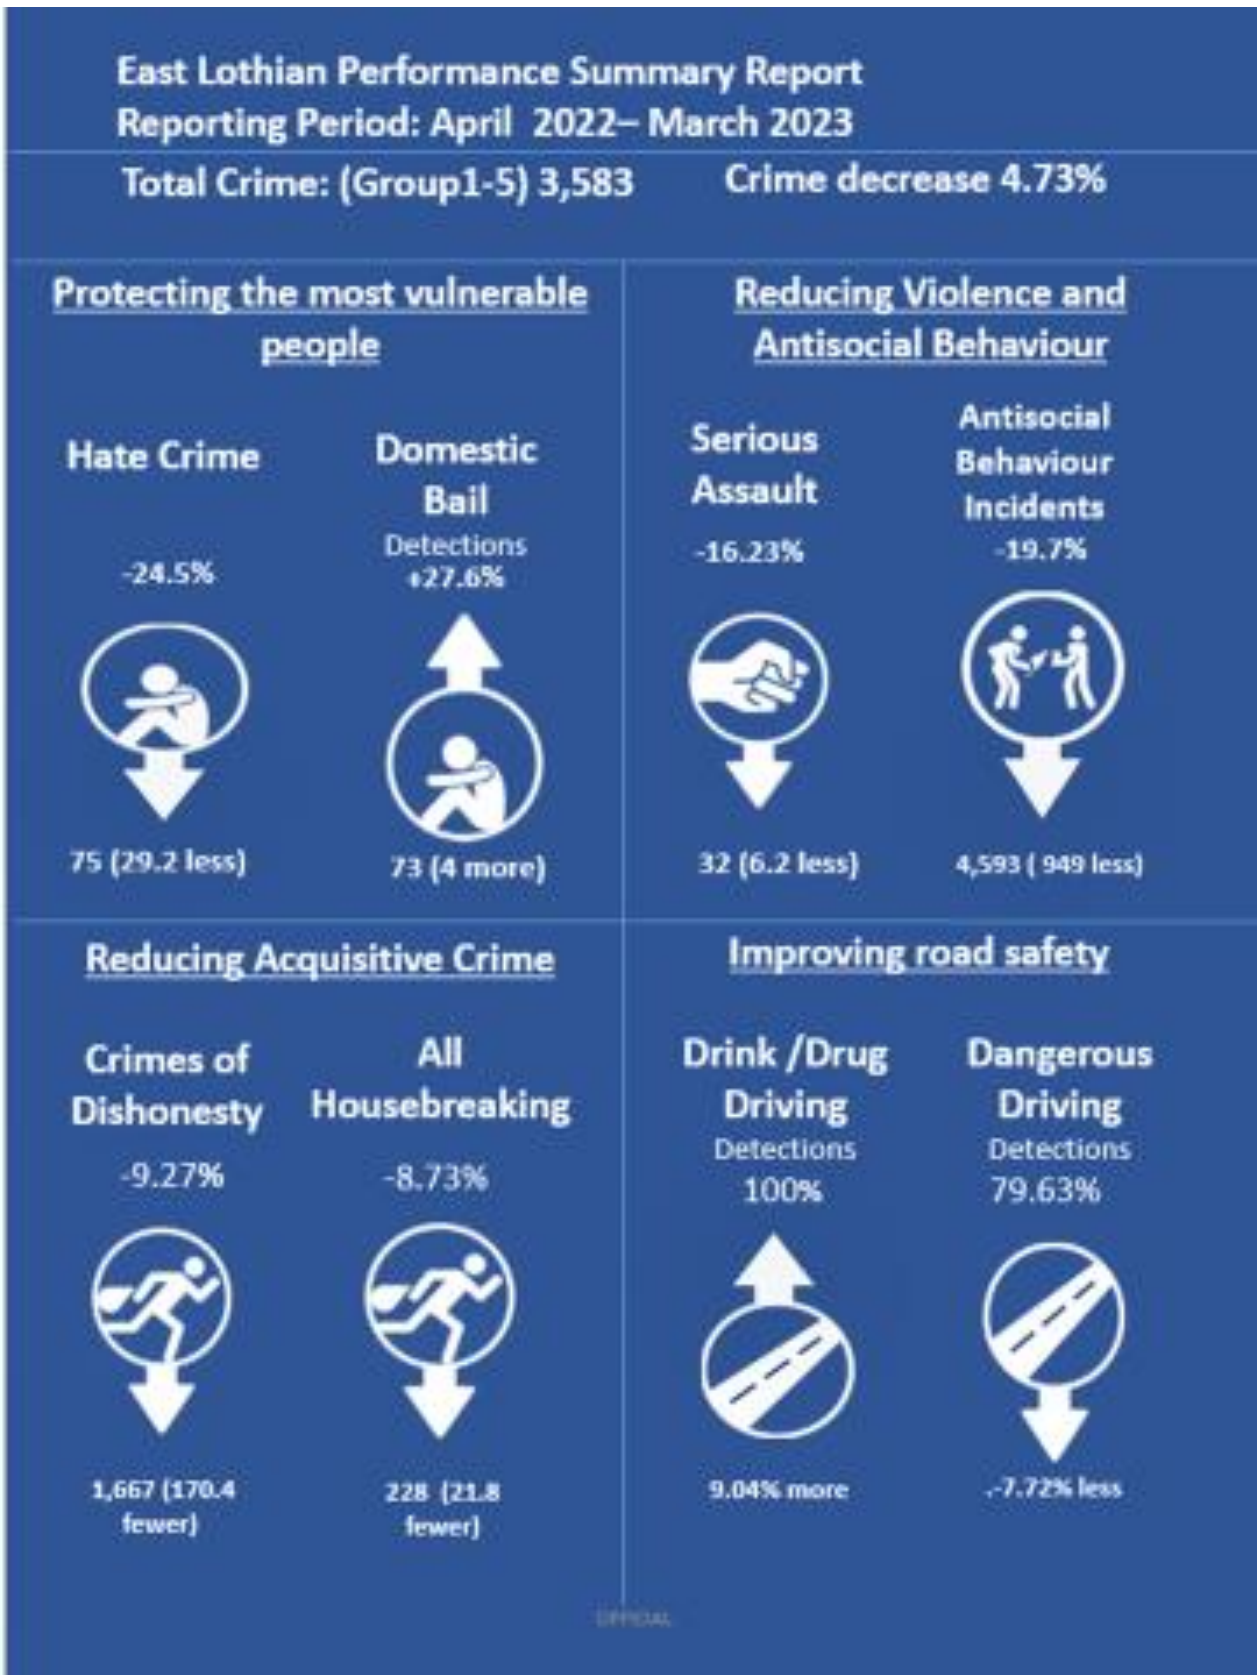 East Lothian Performance Summary Report
Reporting Period: April 2022– March 2023
Total Crime: (Group1-5) 3,583
Crime decrease 4.73%
Protecting the most vulnerable
people
Hate Crime
-24.5%
75 (29.2 less)
Domestic
Bail
Detections
+27.6%
73 (4 more)
Reducing Violence and
Antisocial Behaviour
Serious
Assault
-16.23%
32 (6.2 less)
Antisocial
Behaviour
Incidents
-19.7%
4,593 ( 949 less)
Reducing Acquisitive Crime
Crimes of
Dishonesty
-9.27%
1,667 (170.4
fewer)
All
Housebreaking
-8.73%
228 (21.8
fewer)
Improving road safety
Drink /Drug
Driving
Detections
100%
9.04% more
Dangerous
Driving
Detections
79.63%
.-7.72% less
OFFICIAL